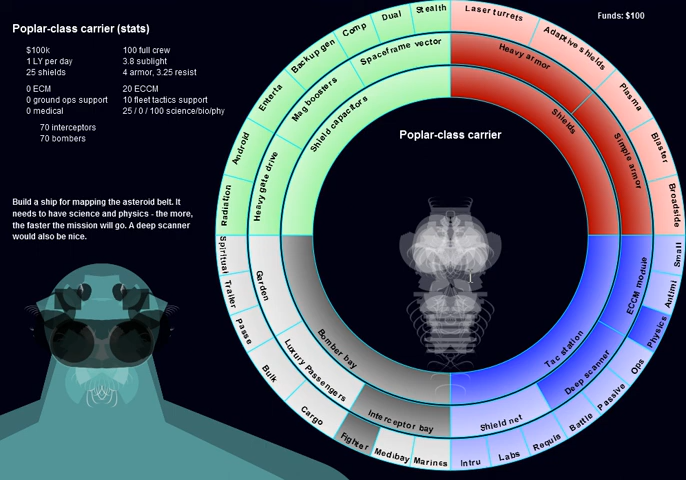 Poplar-class carrier (stats)
Funds: $100
$100k 100 full crew
1 LY per day 3.8 sublight
25 shields 4 armor, 3.25 resist
0 ECM 20 ECCM
0 ground ops support 10 fleet tactics support
0 medical 25 / 0 / 100 science/bio/phy
70 interceptors
70 bombers
Build a ship for mapping the asteroid belt. It
needs to have science and physics - the more,
the faster the mission will go. A deep scanner
would also be nice.
Poplar-class carrier
Laser turrets
Adaptive shields
Plasma
Blaster
Broadside
Small
Antimi
Physics
Ops
Passive
Battle
Requis
Labs
Intru
Marines
Medibay
Fighter
Cargo
Bulk
Passe
Trailer
Spiritual
Radiation
Android
Enterta
Backup gen
Comp
Dual
Stealth
Heavy armor
Simple armor
ECCM module
Deep scanner
Shield net
Interceptor bay
Luxury Passengers
Garden
Heavy gate drive
Mag boosters
Spaceframe vector
Shields
Tac station
Bomber bay
Shield capacitors